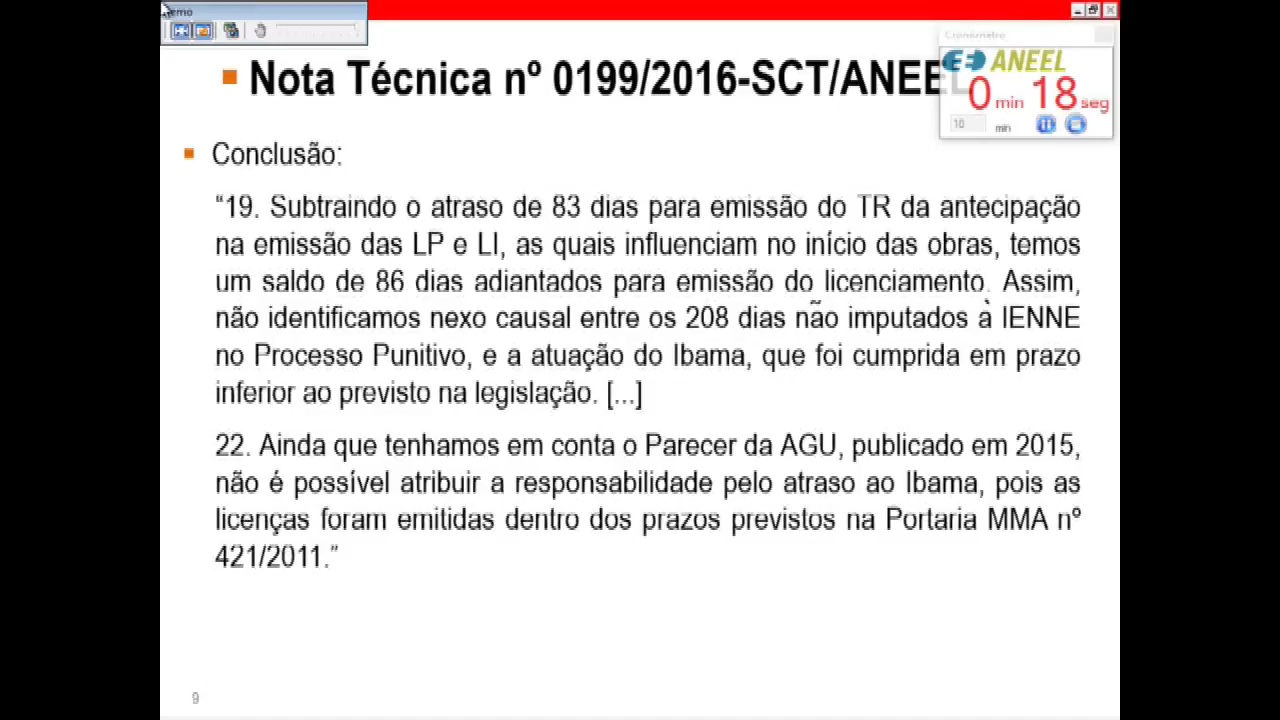 Cronômetro
ANEEL
0 min 18 seg
10 min
Nota Técnica nº 0199/2016-SCT/ANEEL
Conclusão:
“19. Subtraindo o atraso de 83 dias para emissão do TR da antecipação
na emissão das LP e LI, as quais influenciam no início das obras, temos
um saldo de 86 dias adiantados para emissão do licenciamento. Assim,
não identificamos nexo causal entre os 208 dias não imputados à IENNE
no Processo Punitivo, e a atuação do Ibama, que foi cumprida em prazo
inferior ao previsto na legislação. [...]
22. Ainda que tenhamos em conta o Parecer da AGU, publicado em 2015,
não é possível atribuir a responsabilidade pelo atraso ao Ibama, pois as
licenças foram emitidas dentro dos prazos previstos na Portaria MMA nº
421/2011.”
9